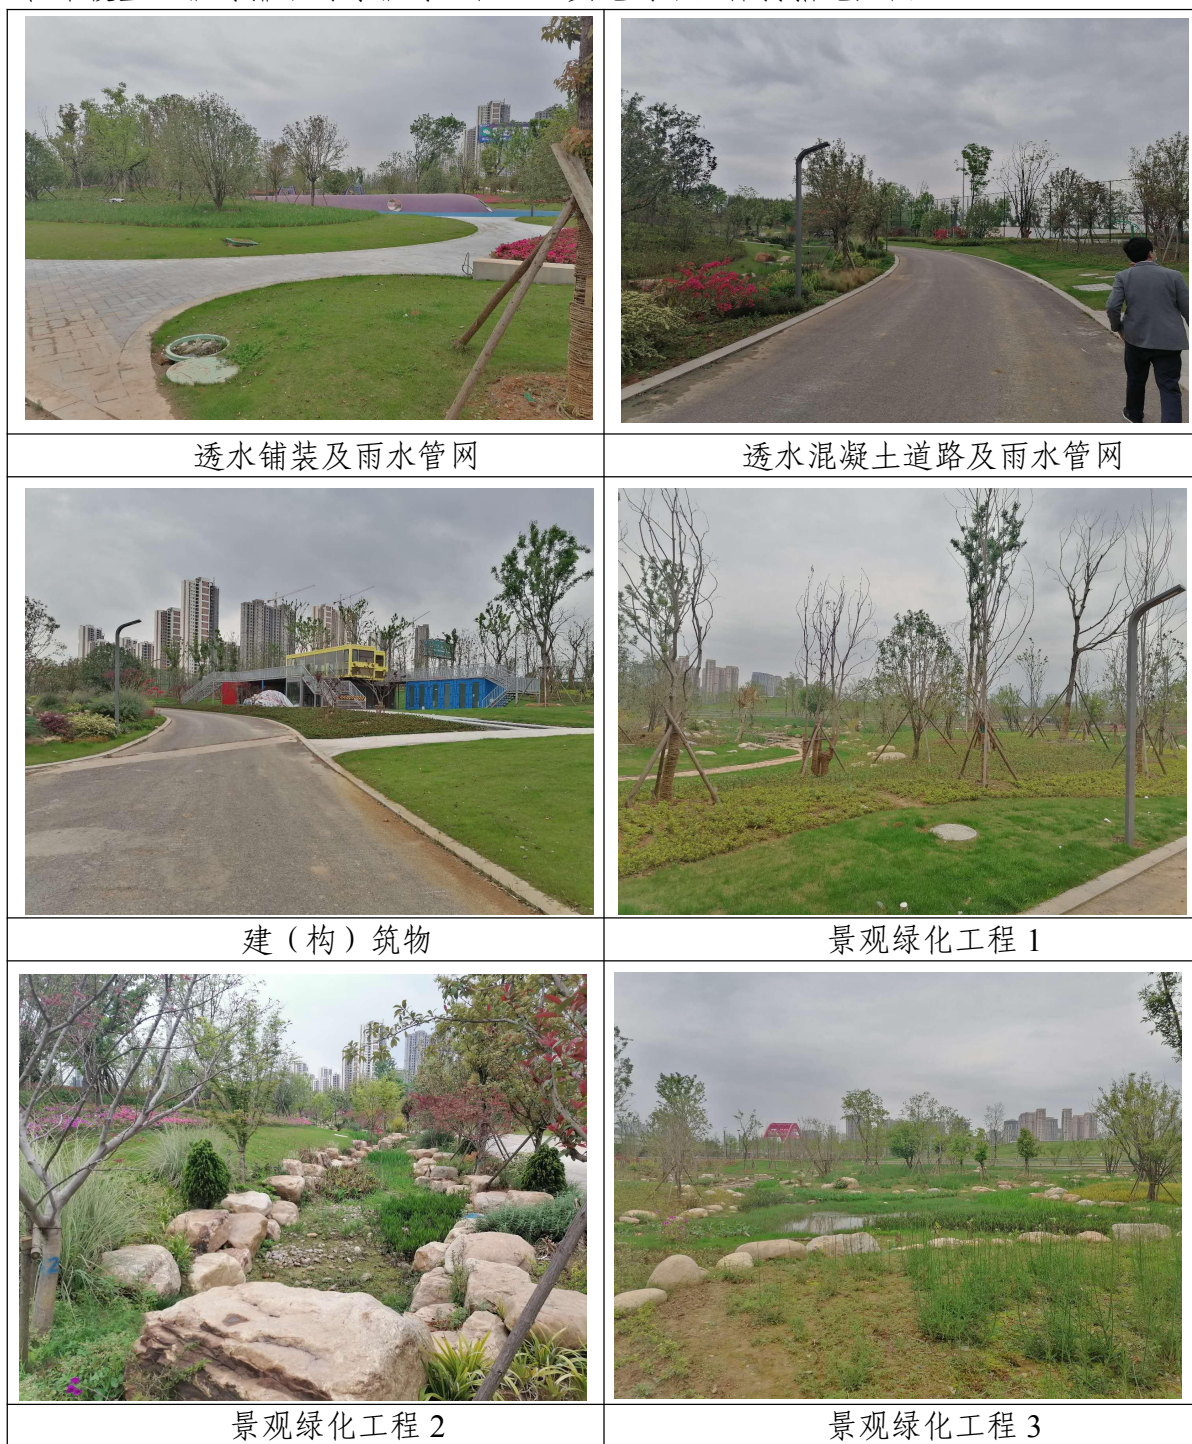 透水铺装及雨水管网
透水混凝土道路及雨水管网
建（构）筑物
景观绿化工程 1
景观绿化工程 2
景观绿化工程 3